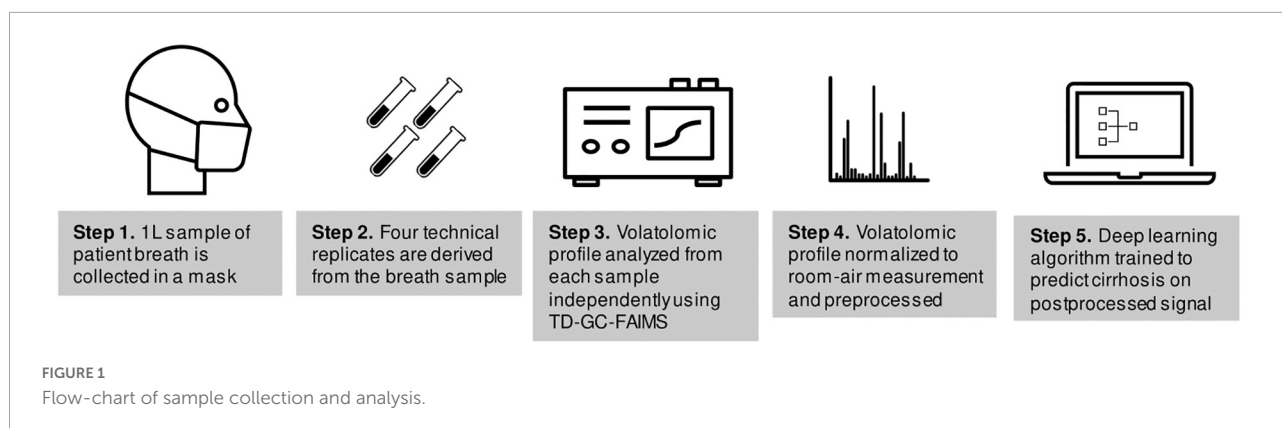 Step 1. 1L sample of
patient breath is
collected in a mask
Step 2. Four technical
replicates are derived
from the breath sample
Step 3. Volatolomic
profile analyzed from
each sample
independently using
TD-GC-FAIMS
Step 4. Volatolomic
profile normalized to
room-air measurement
and preprocessed
Step 5. Deep learning
algorithm trained to
predict cirrhosis on
postprocessed signal
FIGURE 1
Flow-chart of sample collection and analysis.